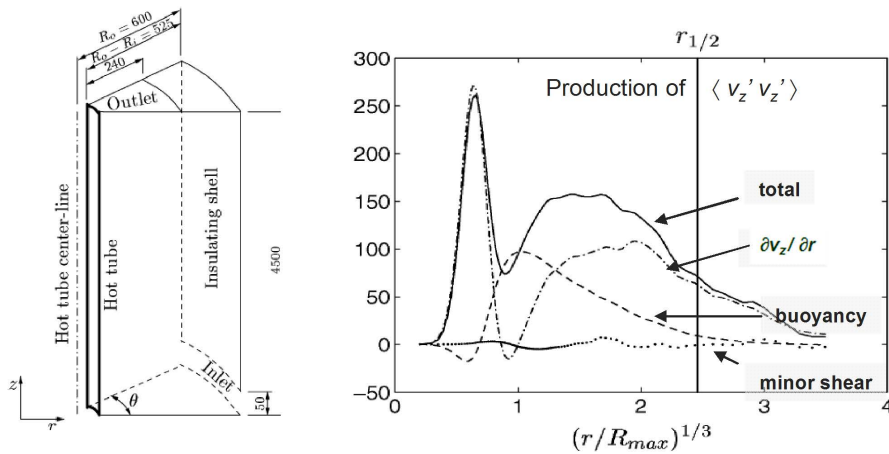 R_o = 600
R_o − R_i = 525
240
Outlet
Hot tube center-line
Hot tube
Insulating shell
4500
Inlet
50
θ
z
r
r_{1/2}
Production of ⟨ v_z' v_z' ⟩
300
250
200
150
100
50
0
−50
total
∂v_z/ ∂r
buoyancy
minor shear
0 1 2 3 4
(r/R_{max})^{1/3}